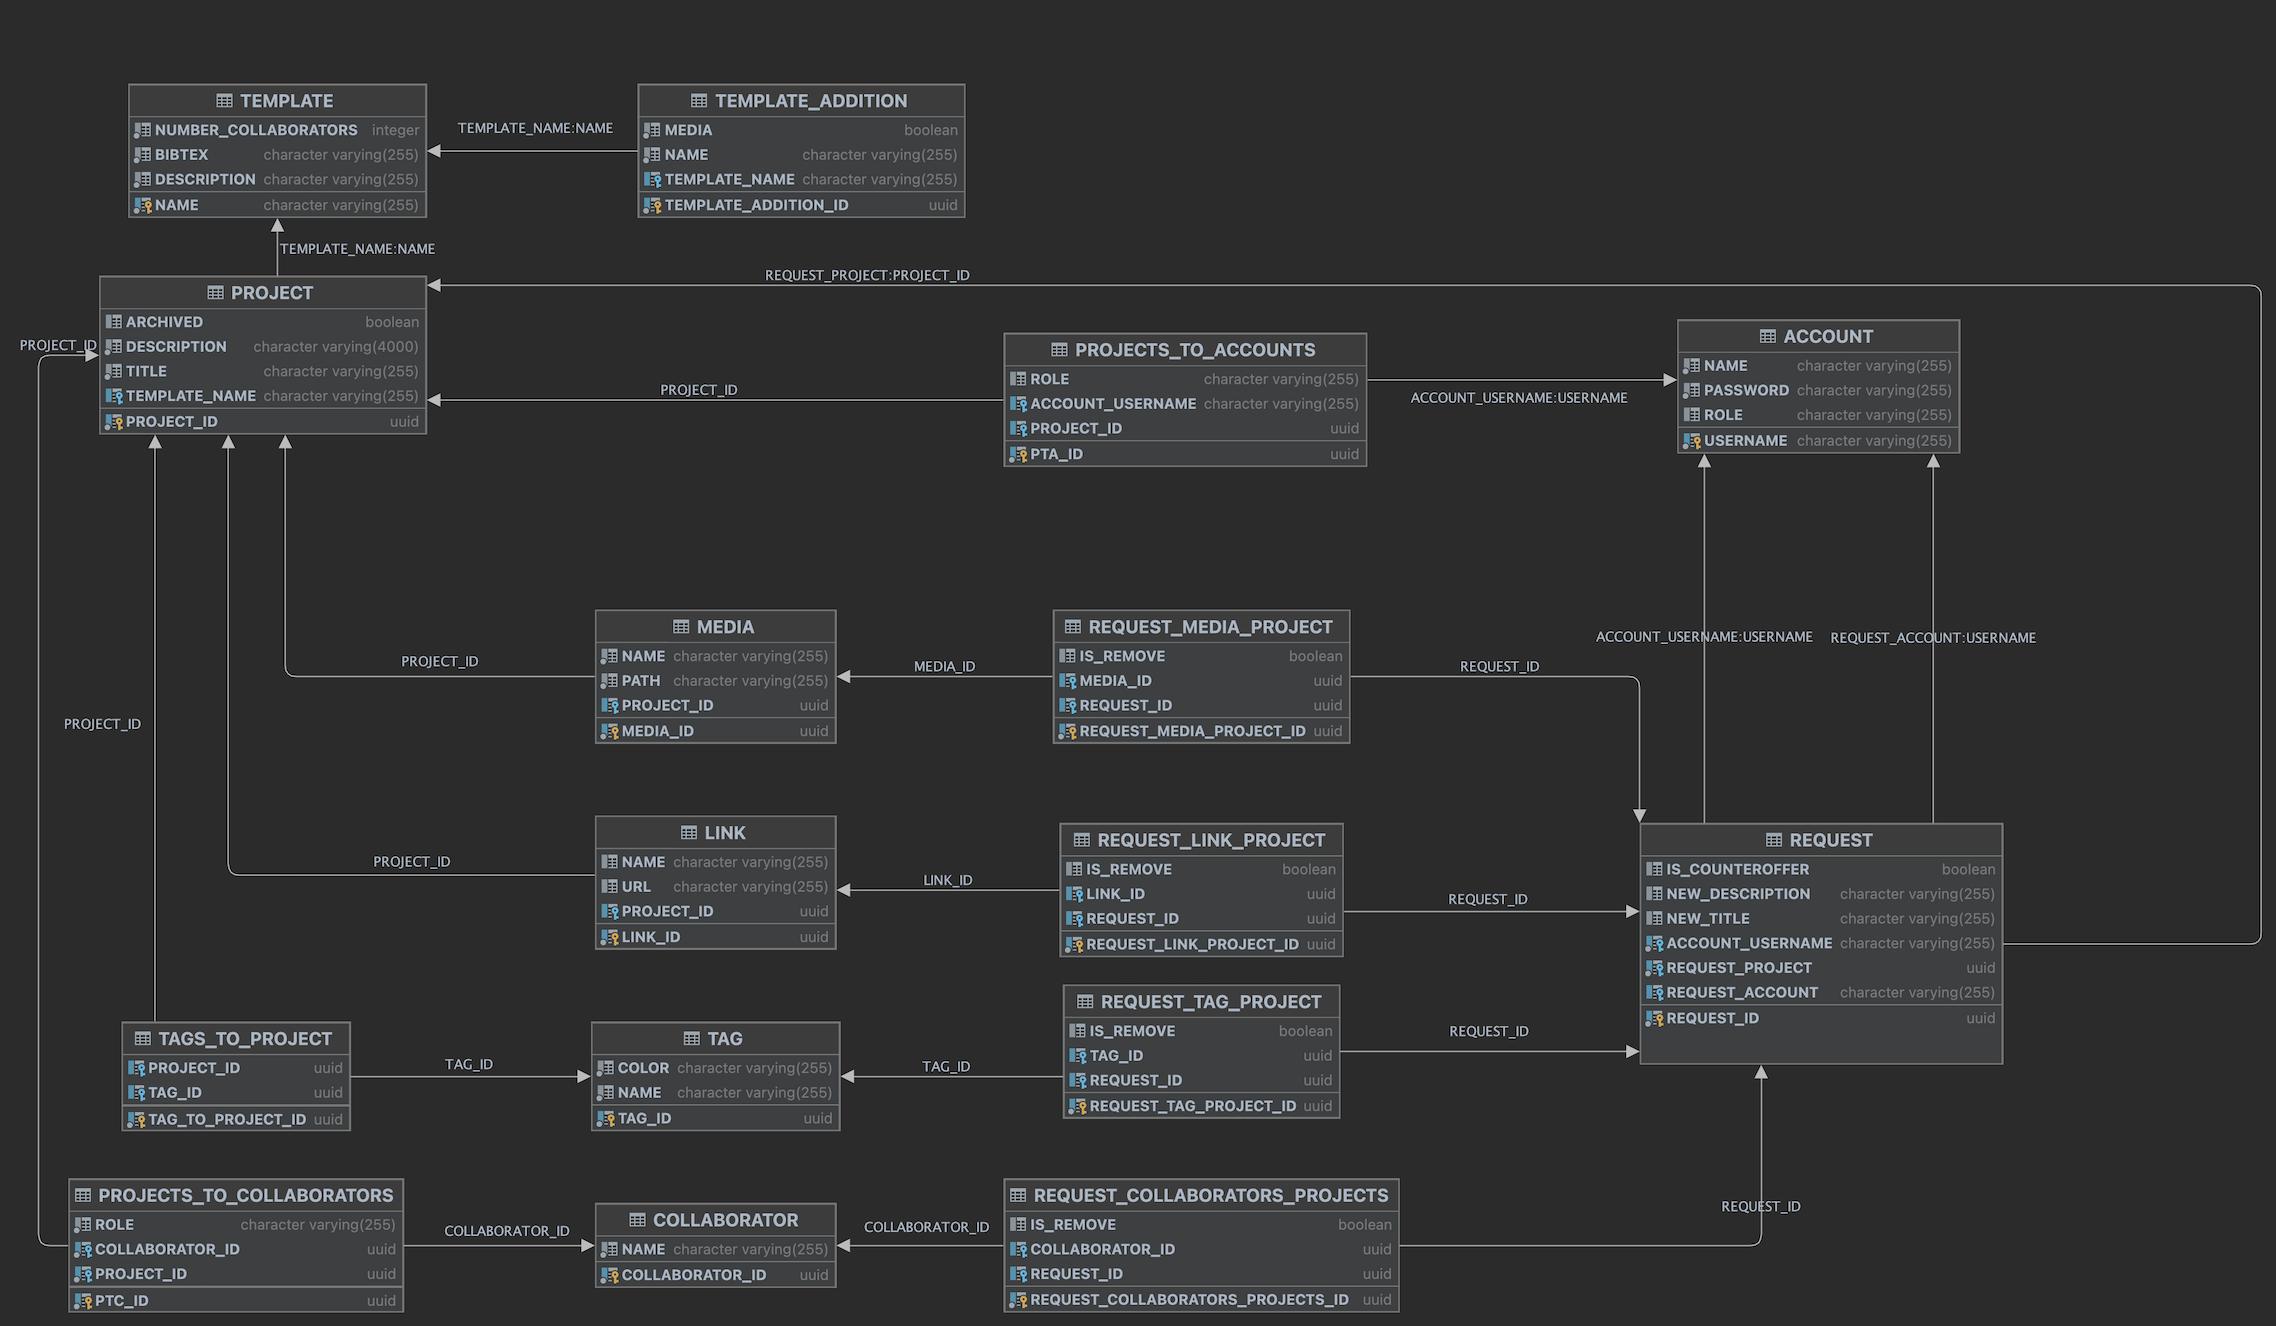 TEMPLATE
NUMBER_COLLABORATORS integer
BIBTEX character varying(255)
DESCRIPTION character varying(255)
NAME character varying(255)
TEMPLATE_NAME:NAME
TEMPLATE_ADDITION
MEDIA boolean
NAME character varying(255)
TEMPLATE_NAME character varying(255)
TEMPLATE_ADDITION_ID uuid
TEMPLATE_NAME:NAME
REQUEST_PROJECT:PROJECT_ID
PROJECT
ARCHIVED boolean
DESCRIPTION character varying(4000)
TITLE character varying(255)
TEMPLATE_NAME character varying(255)
PROJECT_ID uuid
PROJECT_ID
PROJECT_ID
PROJECTS_TO_ACCOUNTS
ROLE character varying(255)
ACCOUNT_USERNAME character varying(255)
PROJECT_ID uuid
PTA_ID uuid
ACCOUNT_USERNAME:USERNAME
ACCOUNT
NAME character varying(255)
PASSWORD character varying(255)
ROLE character varying(255)
USERNAME character varying(255)
ACCOUNT_USERNAME:USERNAME
REQUEST_ACCOUNT:USERNAME
PROJECT_ID
MEDIA
NAME character varying(255)
PATH character varying(255)
PROJECT_ID uuid
MEDIA_ID uuid
MEDIA_ID
REQUEST_MEDIA_PROJECT
IS_REMOVE boolean
MEDIA_ID uuid
REQUEST_ID uuid
REQUEST_MEDIA_PROJECT_ID uuid
REQUEST_ID
PROJECT_ID
PROJECT_ID
LINK
NAME character varying(255)
URL character varying(255)
PROJECT_ID uuid
LINK_ID uuid
LINK_ID
REQUEST_LINK_PROJECT
IS_REMOVE boolean
LINK_ID uuid
REQUEST_ID uuid
REQUEST_LINK_PROJECT_ID uuid
REQUEST_ID
REQUEST
IS_COUNTEROFFER boolean
NEW_DESCRIPTION character varying(255)
NEW_TITLE character varying(255)
ACCOUNT_USERNAME character varying(255)
REQUEST_PROJECT uuid
REQUEST_ACCOUNT character varying(255)
REQUEST_ID uuid
TAGS_TO_PROJECT
PROJECT_ID uuid
TAG_ID uuid
TAG_TO_PROJECT_ID uuid
TAG_ID
TAG
COLOR character varying(255)
NAME character varying(255)
TAG_ID uuid
TAG_ID
REQUEST_TAG_PROJECT
IS_REMOVE boolean
TAG_ID uuid
REQUEST_ID uuid
REQUEST_TAG_PROJECT_ID uuid
REQUEST_ID
PROJECTS_TO_COLLABORATORS
ROLE character varying(255)
COLLABORATOR_ID uuid
PROJECT_ID uuid
PTC_ID uuid
COLLABORATOR_ID
COLLABORATOR
NAME character varying(255)
COLLABORATOR_ID uuid
COLLABORATOR_ID
REQUEST_COLLABORATORS_PROJECTS
IS_REMOVE boolean
COLLABORATOR_ID uuid
REQUEST_ID uuid
REQUEST_COLLABORATORS_PROJECTS_ID uuid
REQUEST_ID